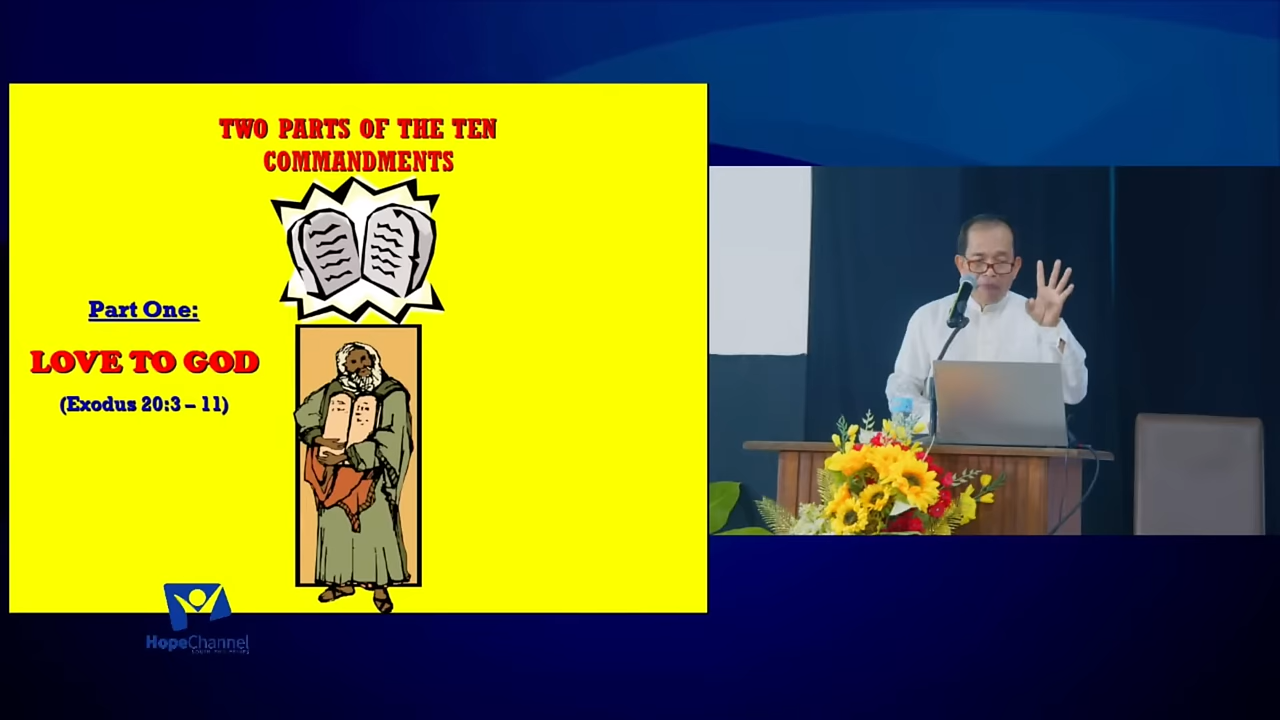 TWO PARTS OF THE TEN
COMMANDMENTS
Part One:
LOVE TO GOD
(Exodus 20:3 – 11)
HopeChannel